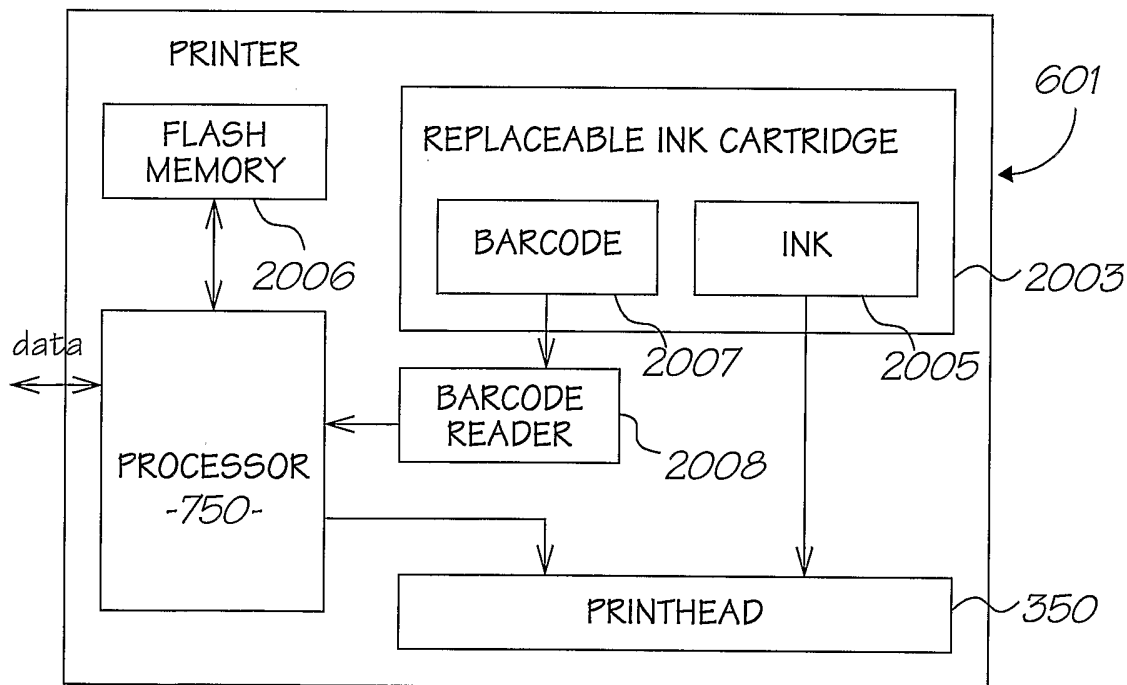 PRINTER
601
FLASH
MEMORY
2006
REPLACEABLE INK CARTRIDGE
BARCODE
INK
2003
2007
2005
data
BARCODE
READER
2008
PROCESSOR
-750-
PRINTHEAD
350